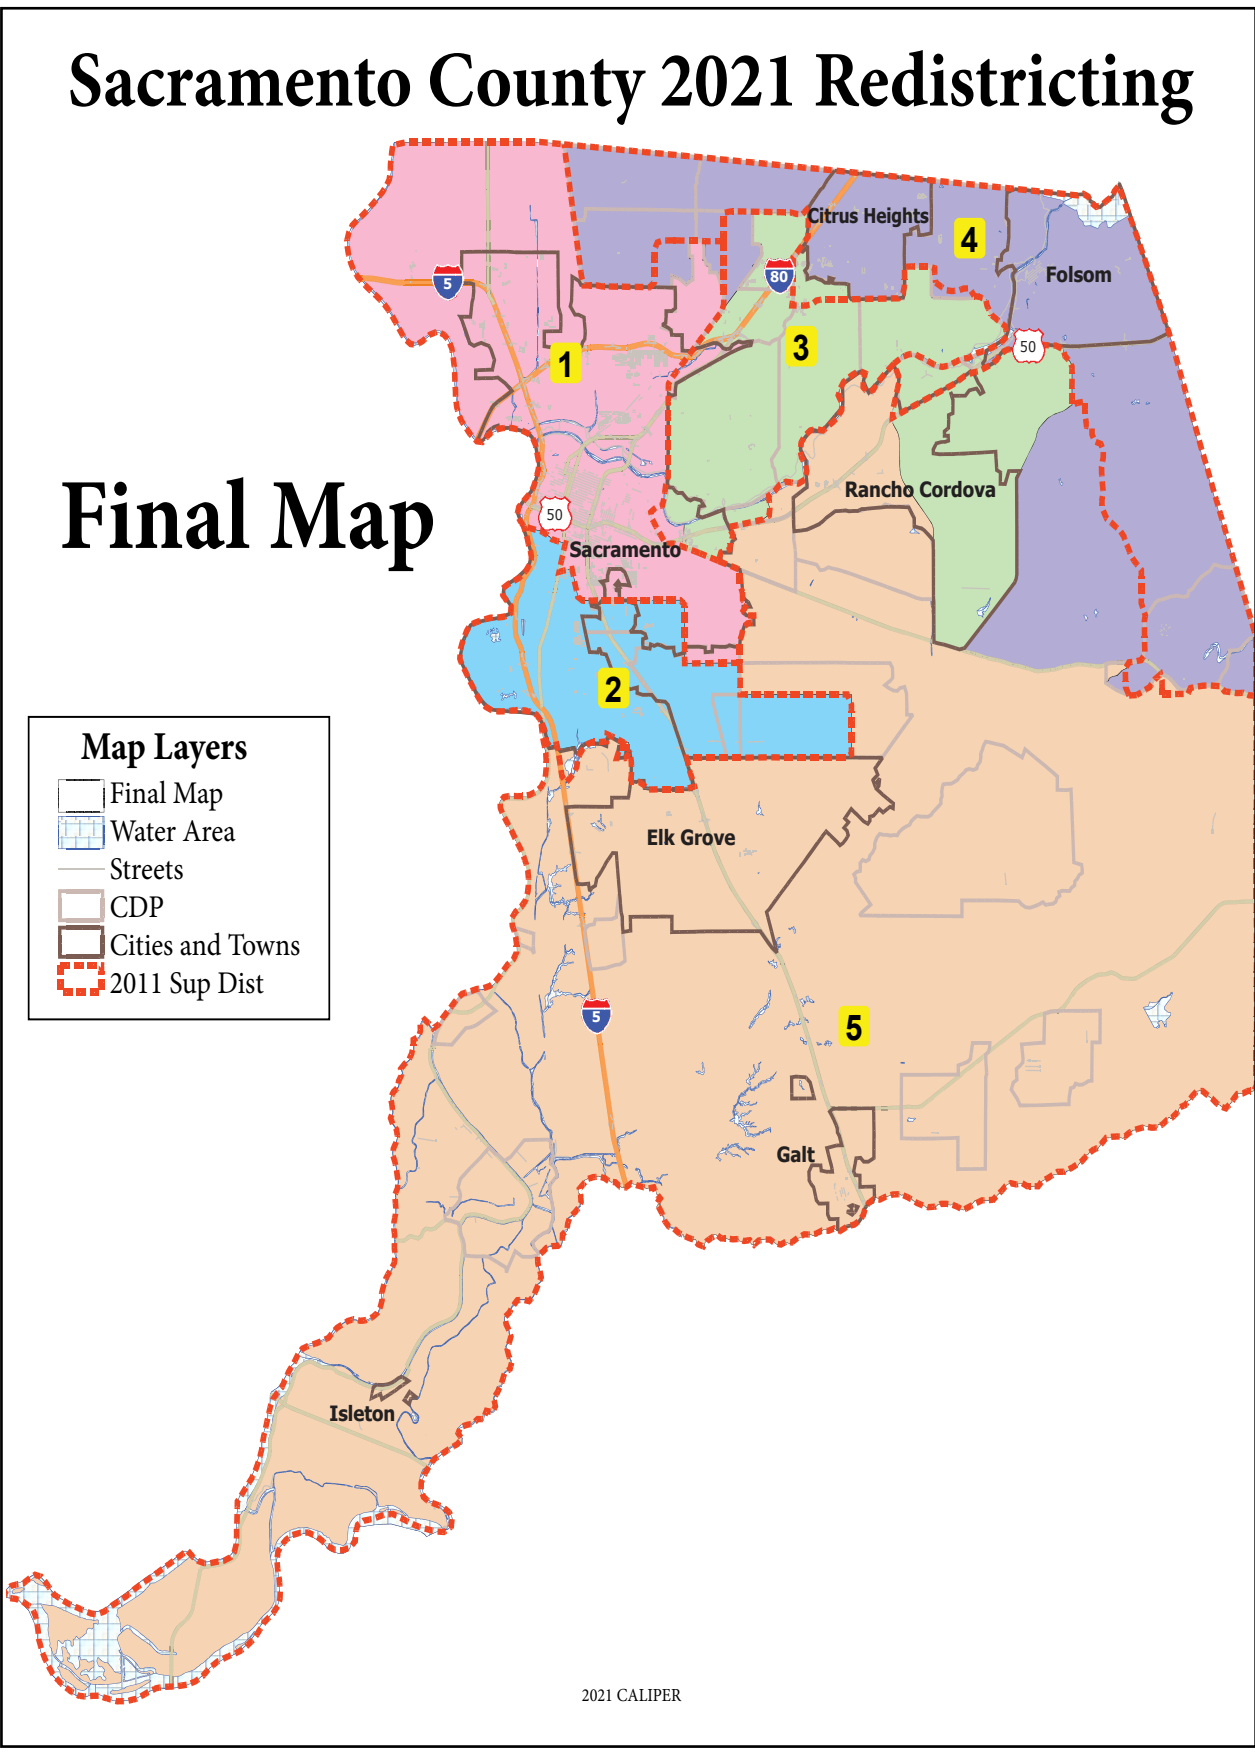 Sacramento County 2021 Redistricting
Citrus Heights
4
Folsom
5
80
3
50
1
Final Map
Rancho Cordova
50
Sacramento
2
Map Layers
Final Map
Water Area
Streets
CDP
Cities and Towns
2011 Sup Dist
Elk Grove
5
5
Galt
Isleton
2021 CALIPER